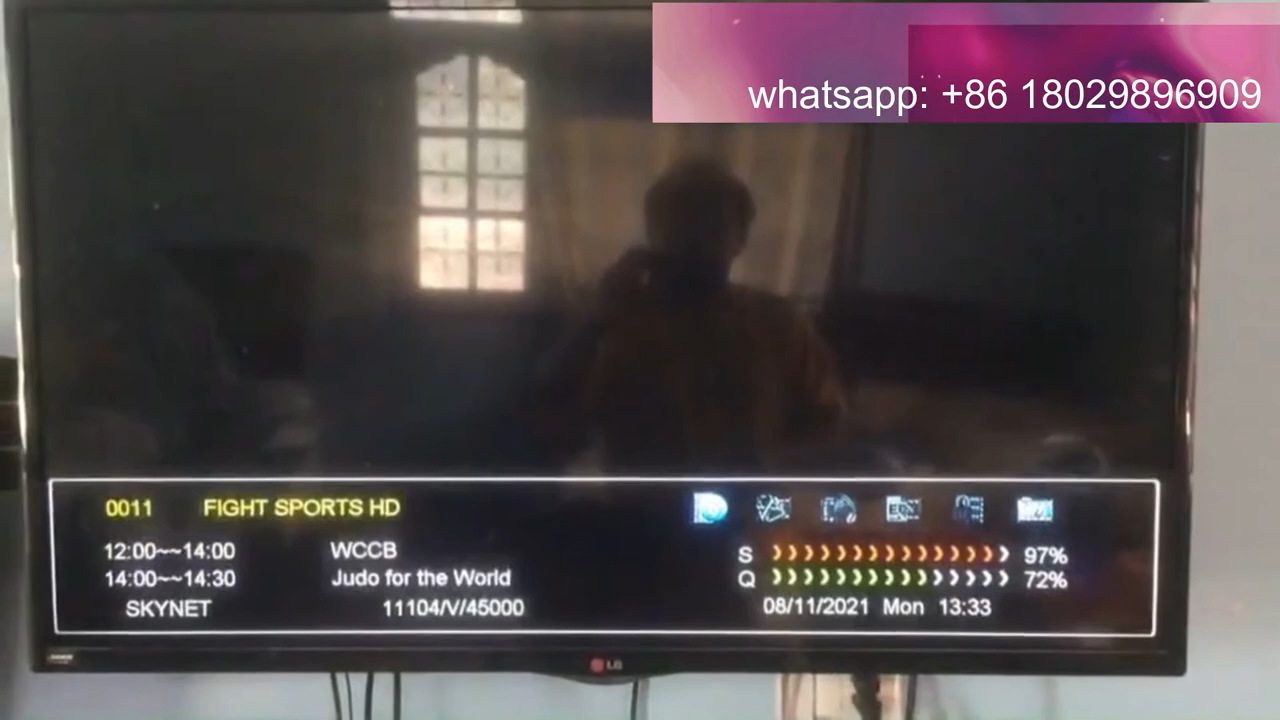 whatsapp: +86 18029896909
0011 FIGHT SPORTS HD
12:00~~14:00 WCCB S 97%
14:00~~14:30 Judo for the World Q 72%
SKYNET 11104/V/45000 08/11/2021 Mon 13:33
LG